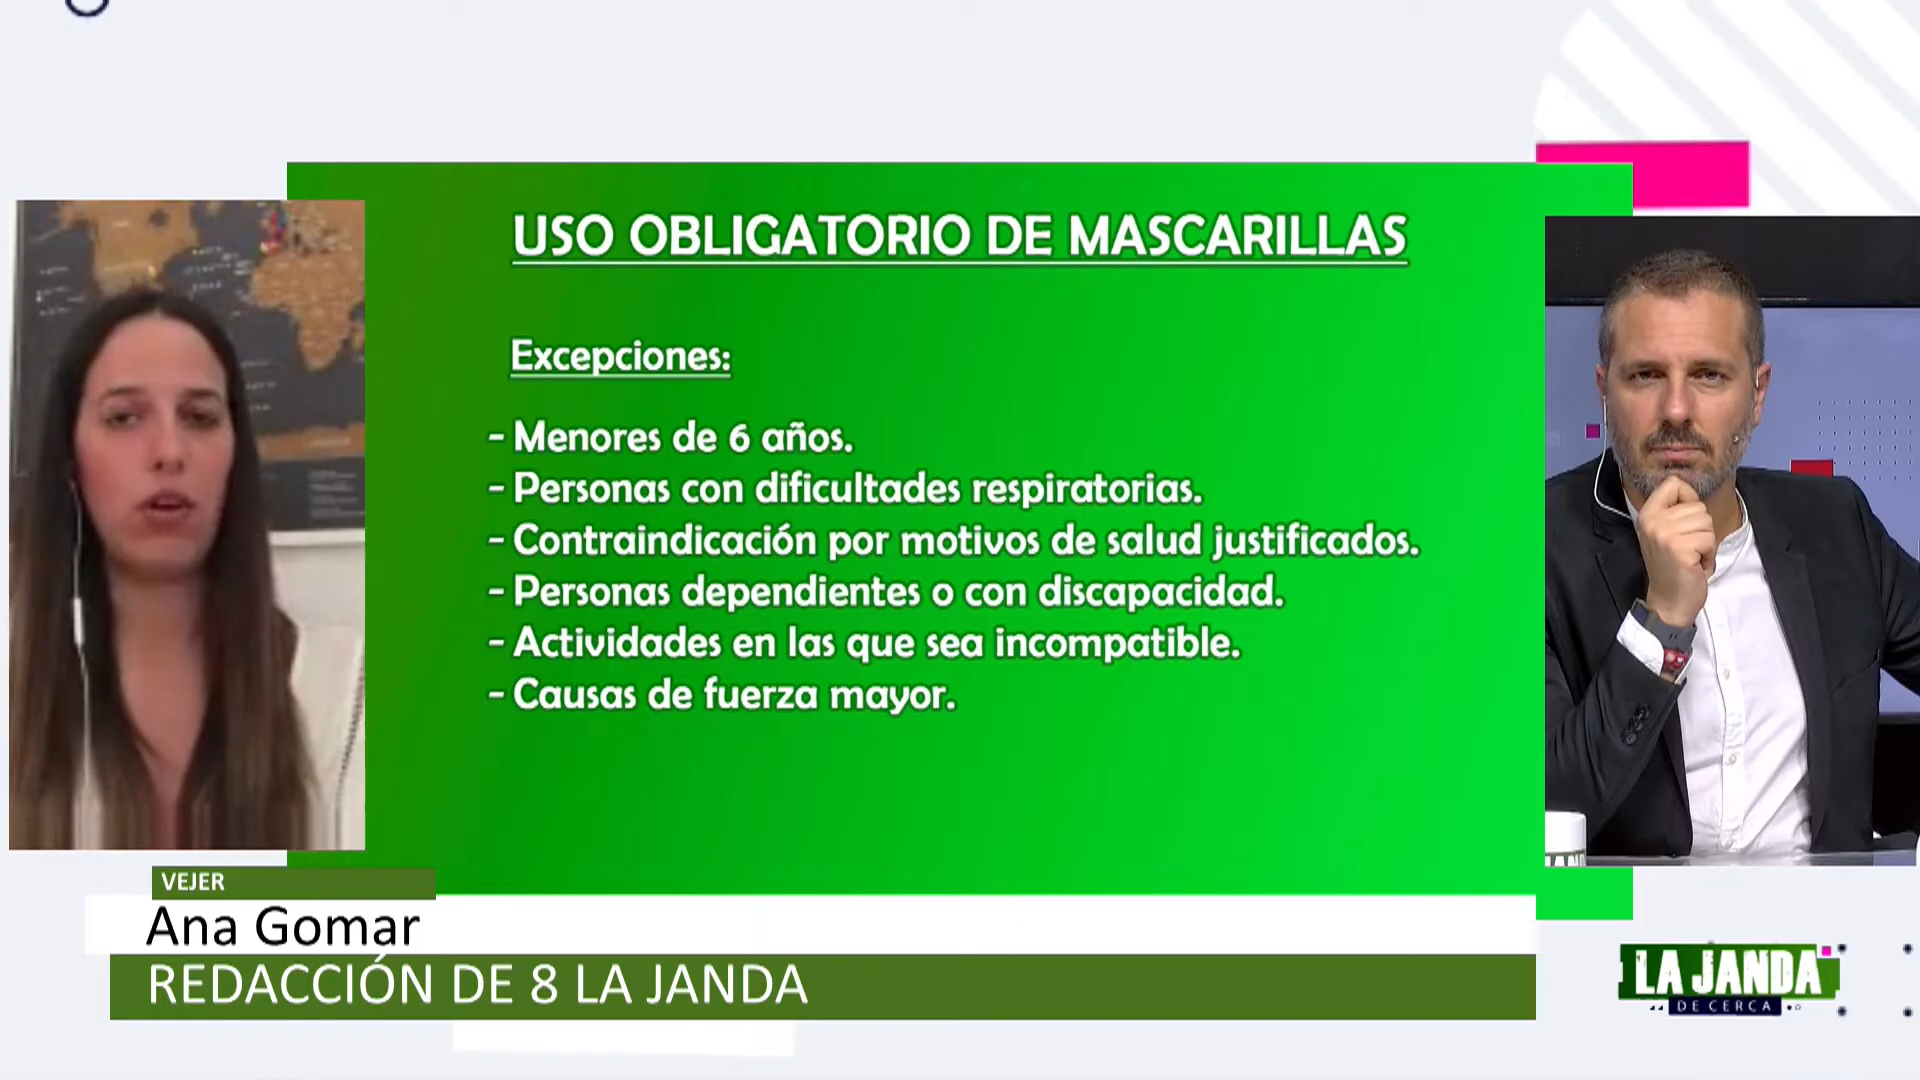 USO OBLIGATORIO DE MASCARILLAS
Excepciones:
- Menores de 6 años.
- Personas con dificultades respiratorias.
- Contraindicación por motivos de salud justificados.
- Personas dependientes o con discapacidad.
- Actividades en las que sea incompatible.
- Causas de fuerza mayor.
VEJER
Ana Gomar
REDACCIÓN DE 8 LA JANDA
LA JANDA
DE CERCA